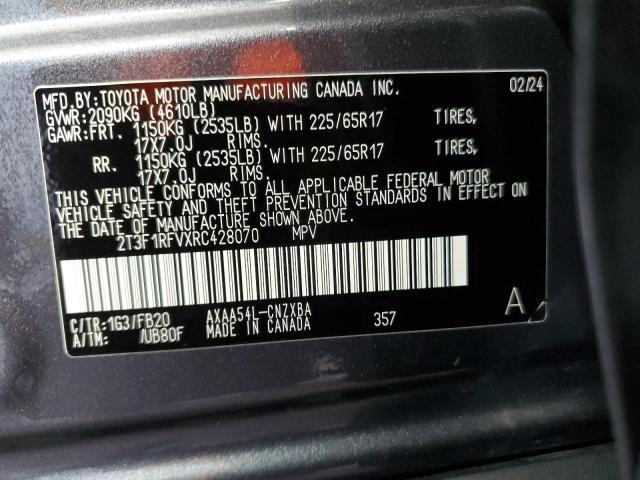 MFD.BY:TOYOTA MOTOR MANUFACTURING CANADA INC. 02/24
GVWR:2090KG (4610LB)
GAWR:FRT. 1150KG (2535LB) WITH 225/65R17 TIRES,
17X7.0J RIMS.
RR. 1150KG (2535LB) WITH 225/65R17 TIRES,
17X7.0J RIMS.
THIS VEHICLE CONFORMS TO ALL APPLICABLE FEDERAL MOTOR
VEHICLE SAFETY AND THEFT PREVENTION STANDARDS IN EFFECT ON
THE DATE OF MANUFACTURE SHOWN ABOVE.
2T3F1RFVXRC428070 MPV
C/TR:1G3/FB20 AXAA54L-CNZXBA 357 A
A/TM: /UB80F MADE IN CANADA